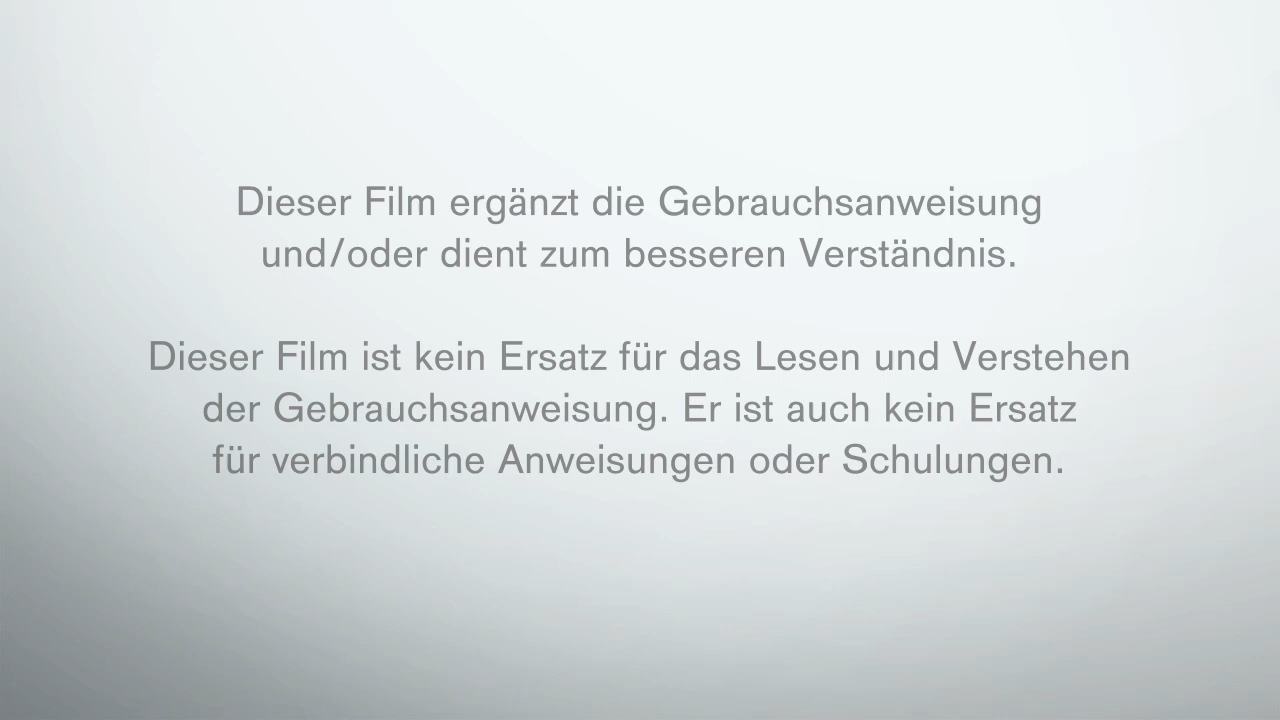 Dieser Film ergänzt die Gebrauchsanweisung
und/oder dient zum besseren Verständnis.
Dieser Film ist kein Ersatz für das Lesen und Verstehen
der Gebrauchsanweisung. Er ist auch kein Ersatz
für verbindliche Anweisungen oder Schulungen.